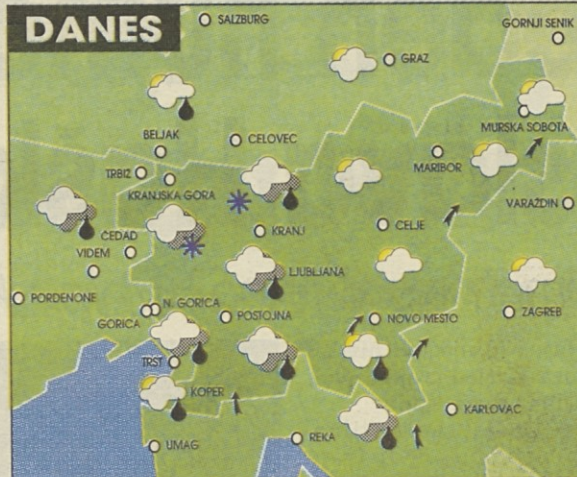 DANES
SALZBURG
GORNJI SENIK
GRAZ
MURSKA SOBOTA
BELJAK
CELOVEC
MARIBOR
TRBIŽ
KRANJSKA GORA
VARAŽDIN
ČEDAD
KRANJ
CELJE
VIDEM
LJUBLJANA
PORDENONE
N. GORICA
GORICA
POSTOJNA
NOVO MESTO
ZAGREB
TRST
KOPER
KARLOVAC
UMAG
REKA